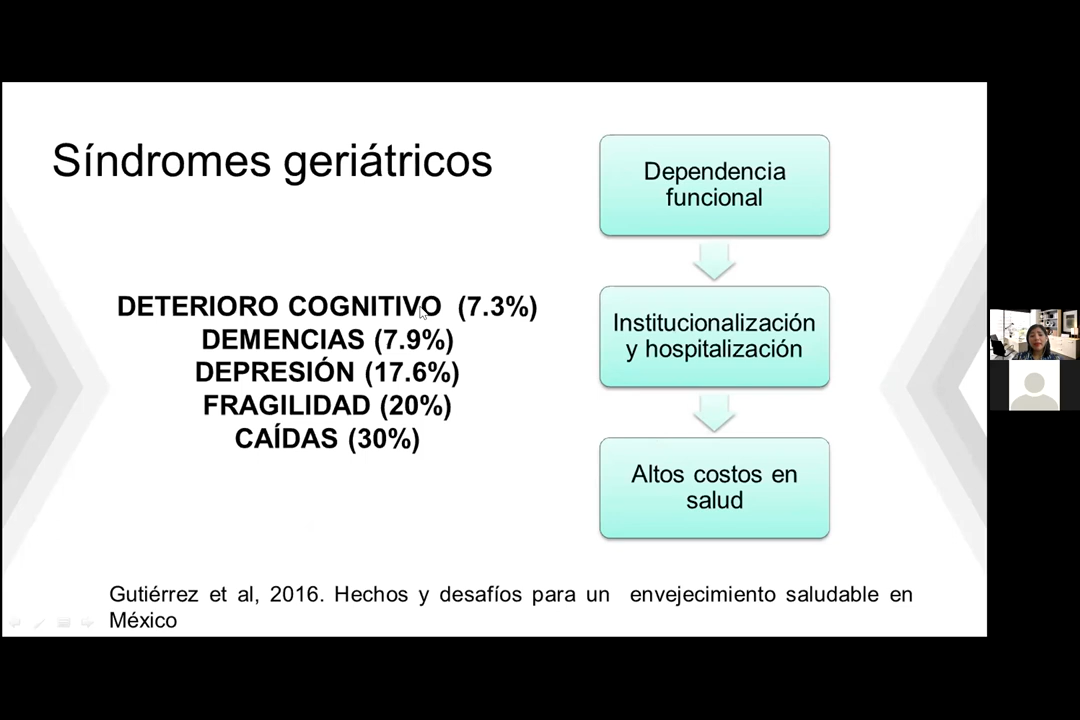 Síndromes geriátricos
DETERIORO COGNITIVO (7.3%)
DEMENCIAS (7.9%)
DEPRESIÓN (17.6%)
FRAGILIDAD (20%)
CAÍDAS (30%)
Dependencia
funcional
Institucionalización
y hospitalización
Altos costos en
salud
Gutiérrez et al, 2016. Hechos y desafíos para un envejecimiento saludable en
México